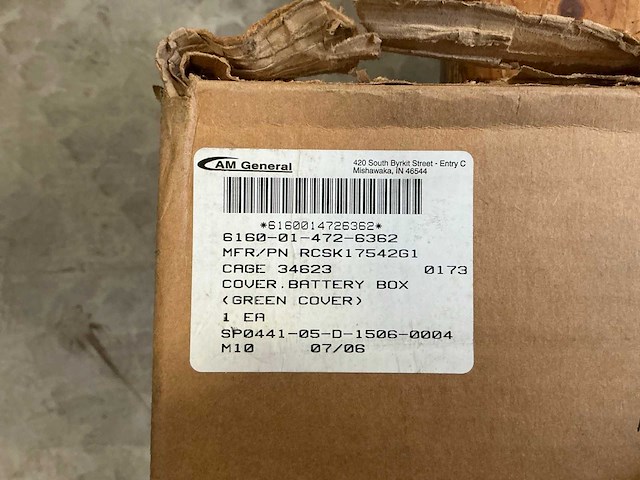 AM General
420 South Byrkit Street - Entry C
Mishawaka, IN 46544
*6160014726362*
6160-01-472-6362
MFR/PN RCSK17542G1
CAGE 34623 0173
COVER.BATTERY BOX
(GREEN COVER)
1 EA
SP0441-05-D-1506-0004
M10 07/06